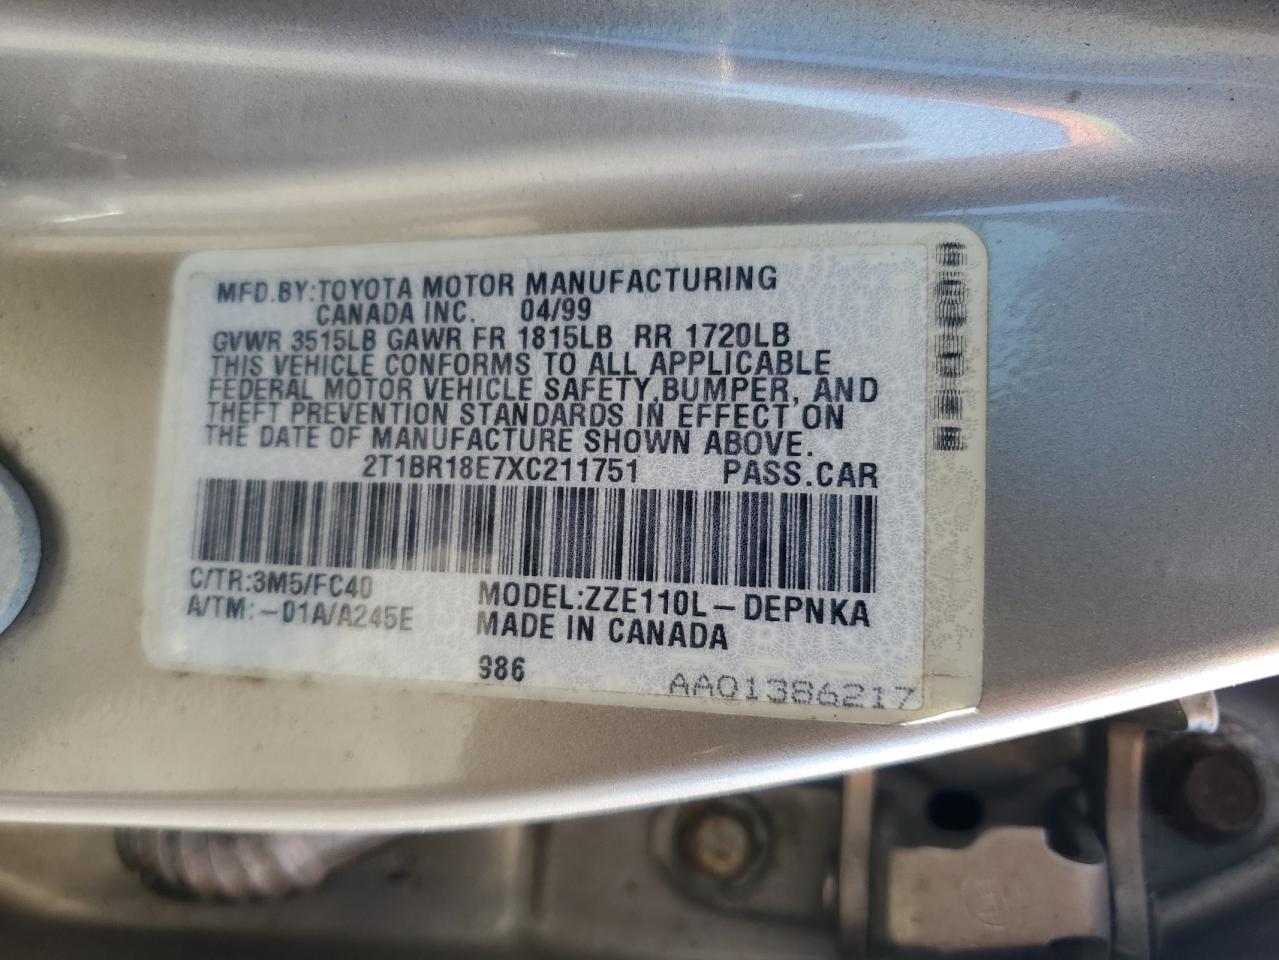 MFD.BY:TOYOTA MOTOR MANUFACTURING
CANADA INC. 04/99
GVWR 3515LB GAWR FR 1815LB RR 1720LB
THIS VEHICLE CONFORMS TO ALL APPLICABLE
FEDERAL MOTOR VEHICLE SAFETY,BUMPER, AND
THEFT PREVENTION STANDARDS IN EFFECT ON
THE DATE OF MANUFACTURE SHOWN ABOVE.
2T1BR18E7XC211751 PASS.CAR
C/TR:3M5/FC40 MODEL:ZZE110L-DEPNKA
A/TM:-01A/A245E MADE IN CANADA
986
AA01386217